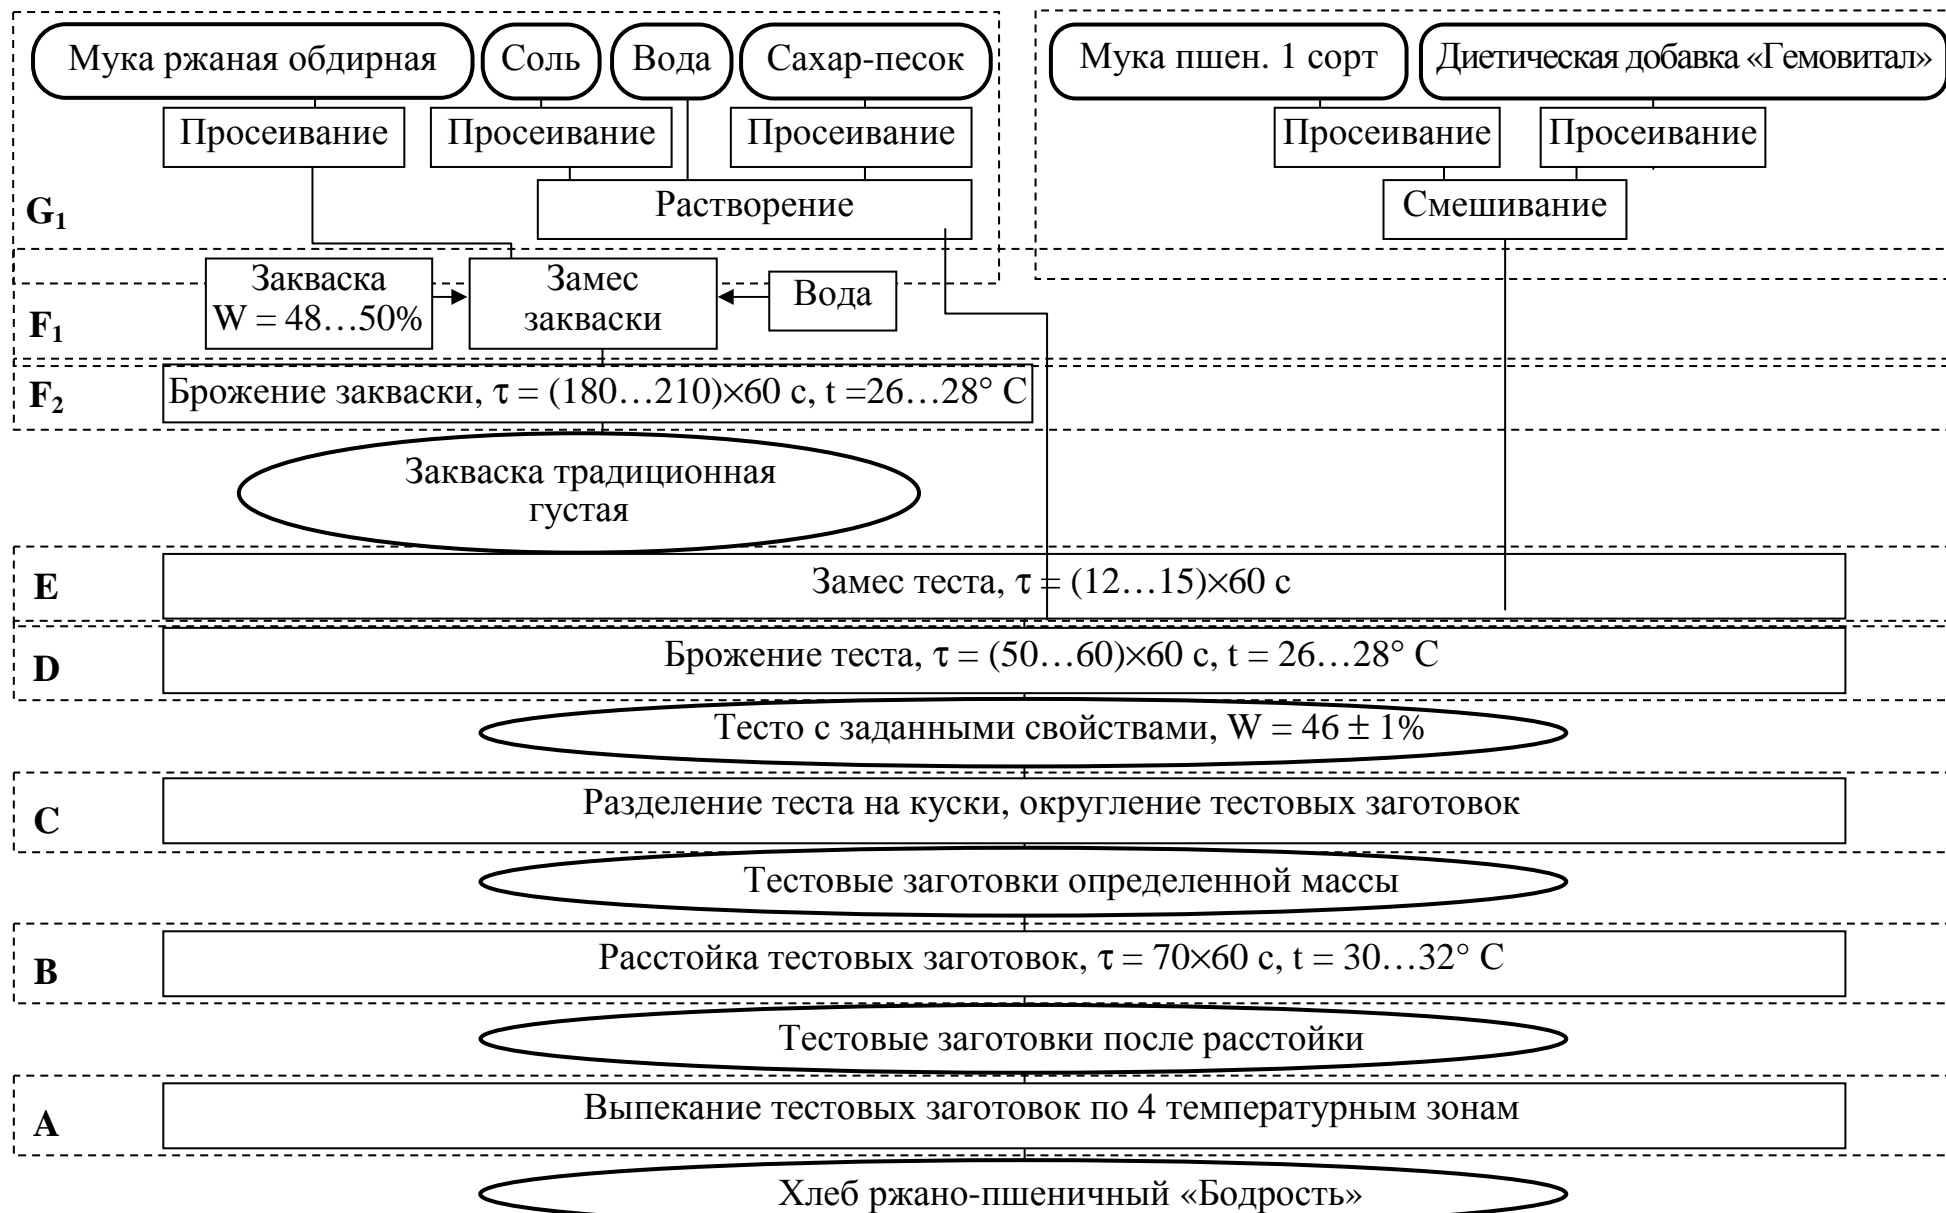 Мука ржаная обдирная
Соль
Вода
Сахар-песок
Мука пшен. 1 сорт
Диетическая добавка «Гемовитал»
Просеивание
Просеивание
Просеивание
Просеивание
Просеивание
G₁
Растворение
Смешивание
F₁
Закваска
W = 48…50%
Замес
закваски
Вода
F₂
Брожение закваски, τ = (180…210)×60 с, t =26…28° С
Закваска традиционная
густая
E
Замес теста, τ = (12…15)×60 с
D
Брожение теста, τ = (50…60)×60 с, t = 26…28° С
Тесто с заданными свойствами, W = 46 ± 1%
C
Разделение теста на куски, округление тестовых заготовок
Тестовые заготовки определенной массы
B
Расстойка тестовых заготовок, τ = 70×60 с, t = 30…32° С
Тестовые заготовки после расстойки
A
Выпекание тестовых заготовок по 4 температурным зонам
Хлеб ржано-пшеничный «Бодрость»